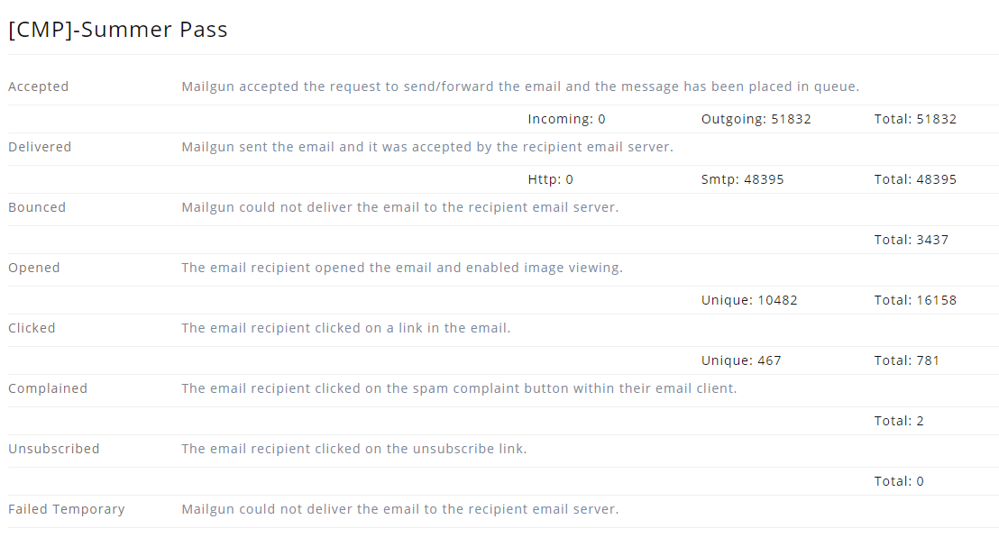 [CMP]-Summer Pass
Accepted Mailgun accepted the request to send/forward the email and the message has been placed in queue.
Incoming: 0 Outgoing: 51832 Total: 51832
Delivered Mailgun sent the email and it was accepted by the recipient email server.
Http: 0 Smtp: 48395 Total: 48395
Bounced Mailgun could not deliver the email to the recipient email server.
Total: 3437
Opened The email recipient opened the email and enabled image viewing.
Unique: 10482 Total: 16158
Clicked The email recipient clicked on a link in the email.
Unique: 467 Total: 781
Complained The email recipient clicked on the spam complaint button within their email client.
Total: 2
Unsubscribed The email recipient clicked on the unsubscribe link.
Total: 0
Failed Temporary Mailgun could not deliver the email to the recipient email server.